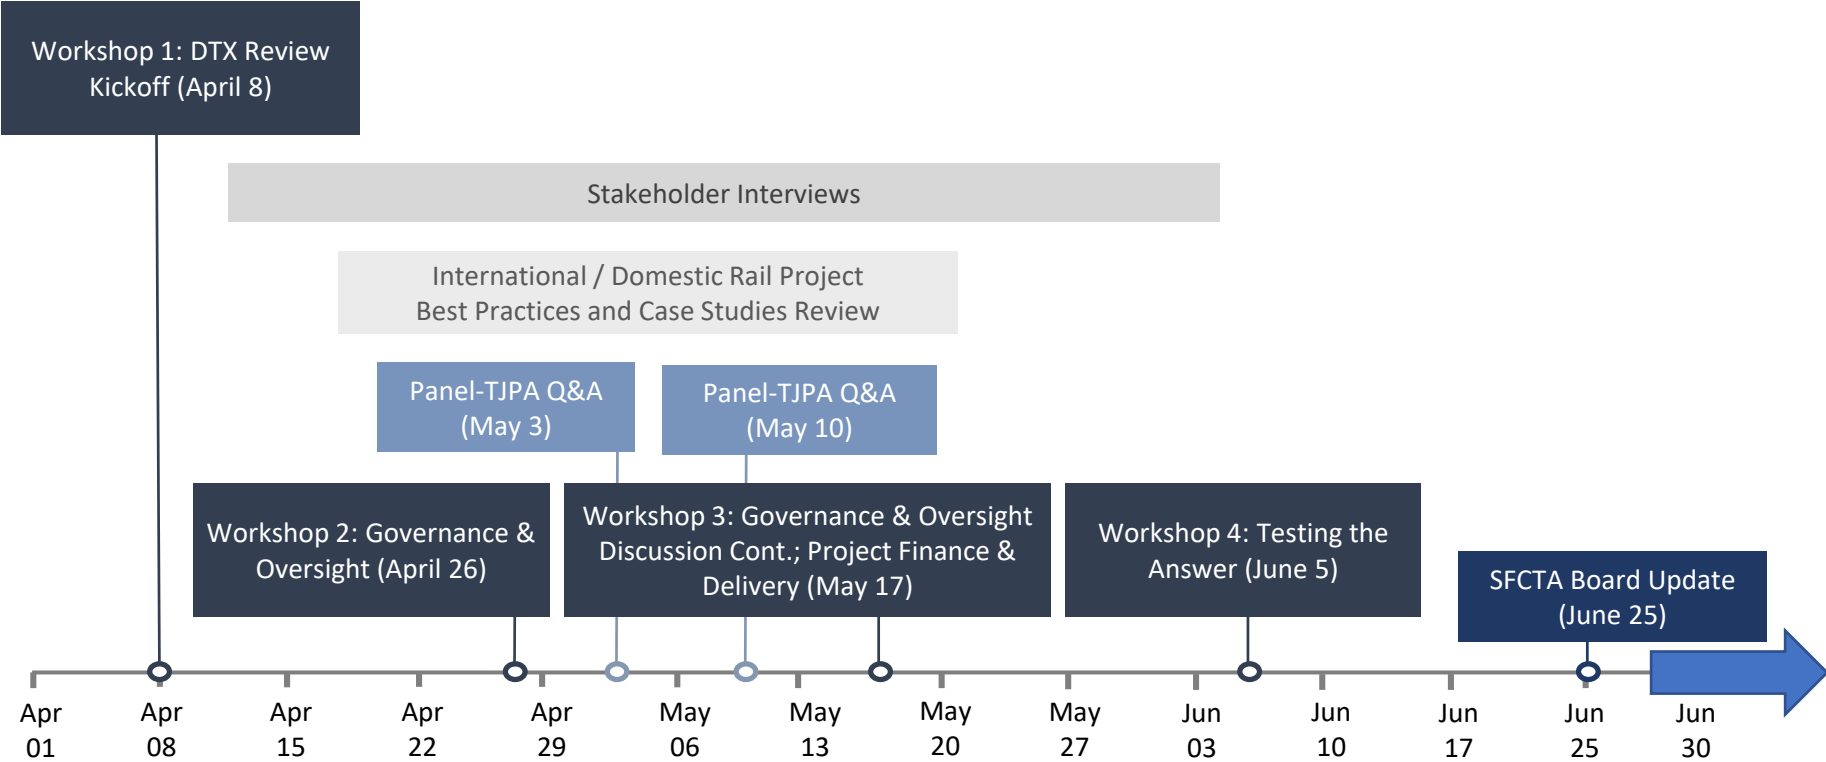 Workshop 1: DTX Review
Kickoff (April 8)
Stakeholder Interviews
International / Domestic Rail Project
Best Practices and Case Studies Review
Panel-TJPA Q&A
(May 3)
Panel-TJPA Q&A
(May 10)
Workshop 2: Governance &
Oversight (April 26)
Workshop 3: Governance & Oversight
Discussion Cont.; Project Finance &
Delivery (May 17)
Workshop 4: Testing the
Answer (June 5)
SFCTA Board Update
(June 25)
Apr
01
Apr
08
Apr
15
Apr
22
Apr
29
May
06
May
13
May
20
May
27
Jun
03
Jun
10
Jun
17
Jun
25
Jun
30